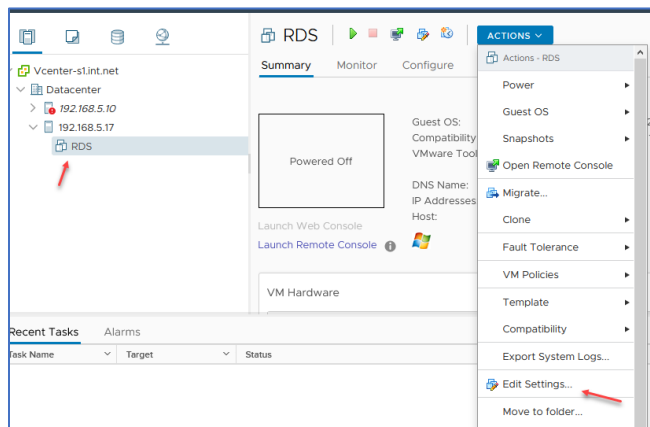 RDS
ACTIONS
Vcenter-s1.int.net
Datacenter
192.168.5.10
192.168.5.17
RDS
Summary Monitor Configure
Powered Off
Guest OS:
Compatibility
VMware Tool
DNS Name:
IP Addresses
Host:
Launch Web Console
Launch Remote Console
VM Hardware
Actions - RDS
Power
Guest OS
Snapshots
Open Remote Console
Migrate...
Clone
Fault Tolerance
VM Policies
Template
Compatibility
Export System Logs...
Edit Settings...
Move to folder...
Recent Tasks Alarms
Task Name Target Status